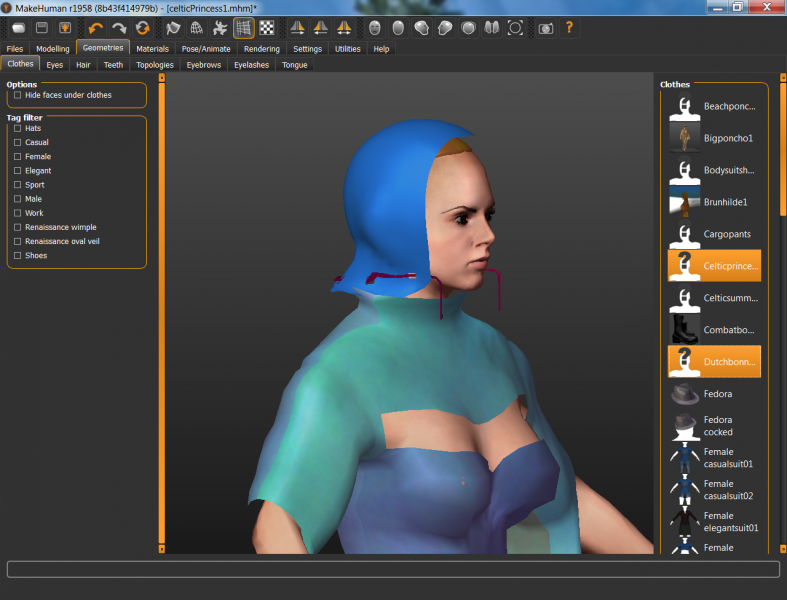 MakeHuman r1958 (8b43f414979b) - [celticPrincess1.mhm]*
Files Modelling Geometries Materials Pose/Animate Rendering Settings Utilities Help
Clothes Eyes Hair Teeth Topologies Eyebrows Eyelashes Tongue
Options
Hide faces under clothes
Tag filter
Hats
Casual
Female
Elegant
Sport
Male
Work
Renaissance wimple
Renaissance oval veil
Shoes
Clothes
Beachponc...
Bigponcho1
Bodysuitsh...
Brunhilde1
Cargopants
Celticprince...
Celticsumm...
Combatbo...
Dutchbonn...
Fedora
Fedora
cocked
Female
casualsuit01
Female
casualsuit02
Female
elegantsuit01
Female